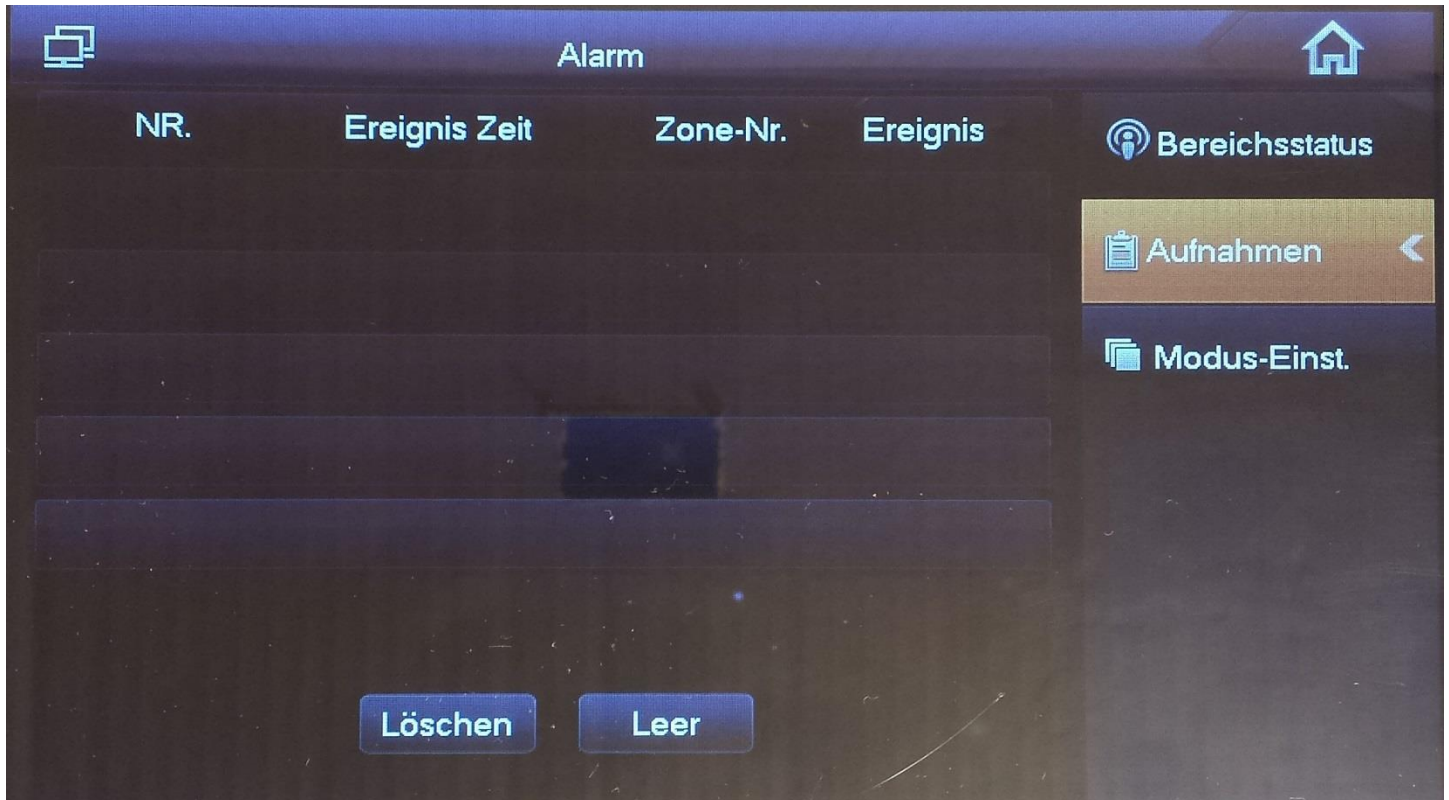 Alarm
NR. Ereignis Zeit Zone-Nr. Ereignis
Bereichsstatus
Aufnahmen
Modus-Einst.
Löschen Leer